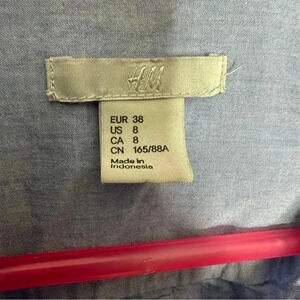 H&M
EUR 38
US 8
CA 8
CN 165/88A
Made in
Indonesia